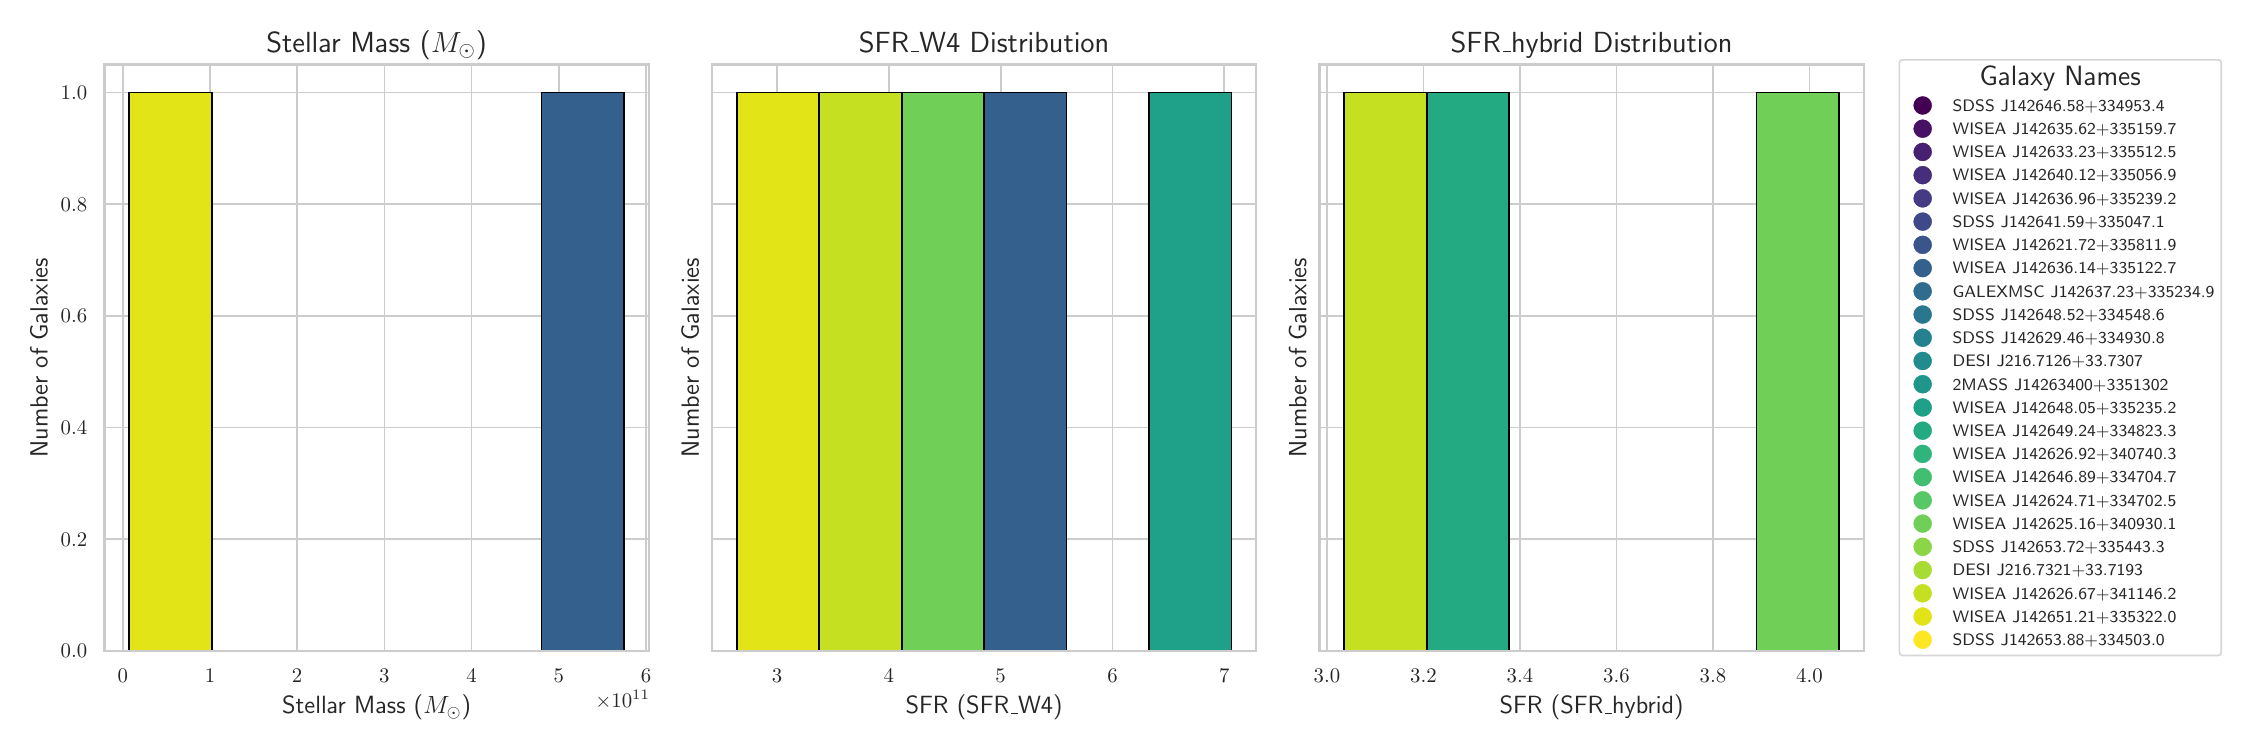 Stellar Mass (M⊙)
1.0
0.8
0.6
0.4
0.2
0.0
Number of Galaxies
0 1 2 3 4 5 6
×10¹¹
Stellar Mass (M⊙)
SFR_W4 Distribution
Number of Galaxies
3 4 5 6 7
SFR (SFR_W4)
SFR_hybrid Distribution
Number of Galaxies
3.0 3.2 3.4 3.6 3.8 4.0
SFR (SFR_hybrid)
Galaxy Names
SDSS J142646.58+334953.4
WISEA J142635.62+335159.7
WISEA J142633.23+335512.5
WISEA J142640.12+335056.9
WISEA J142636.96+335239.2
SDSS J142641.59+335047.1
WISEA J142621.72+335811.9
WISEA J142636.14+335122.7
GALEXMSC J142637.23+335234.9
SDSS J142648.52+334548.6
SDSS J142629.46+334930.8
DESI J216.7126+33.7307
2MASS J14263400+3351302
WISEA J142648.05+335235.2
WISEA J142649.24+334823.3
WISEA J142626.92+340740.3
WISEA J142646.89+334704.7
WISEA J142624.71+334702.5
WISEA J142625.16+340930.1
SDSS J142653.72+335443.3
DESI J216.7321+33.7193
WISEA J142626.67+341146.2
WISEA J142651.21+335322.0
SDSS J142653.88+334503.0